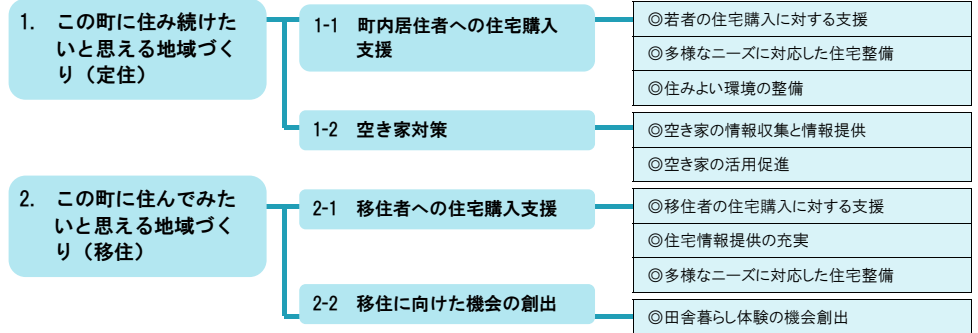 1. この町に住み続けた
いと思える地域づく
り（定住）
1-1 町内居住者への住宅購入
支援
◎若者の住宅購入に対する支援
◎多様なニーズに対応した住宅整備
◎住みよい環境の整備
1-2 空き家対策
◎空き家の情報収集と情報提供
◎空き家の活用促進
2. この町に住んでみた
いと思える地域づく
り（移住）
2-1 移住者への住宅購入支援
◎移住者の住宅購入に対する支援
◎住宅情報提供の充実
◎多様なニーズに対応した住宅整備
2-2 移住に向けた機会の創出
◎田舎暮らし体験の機会創出